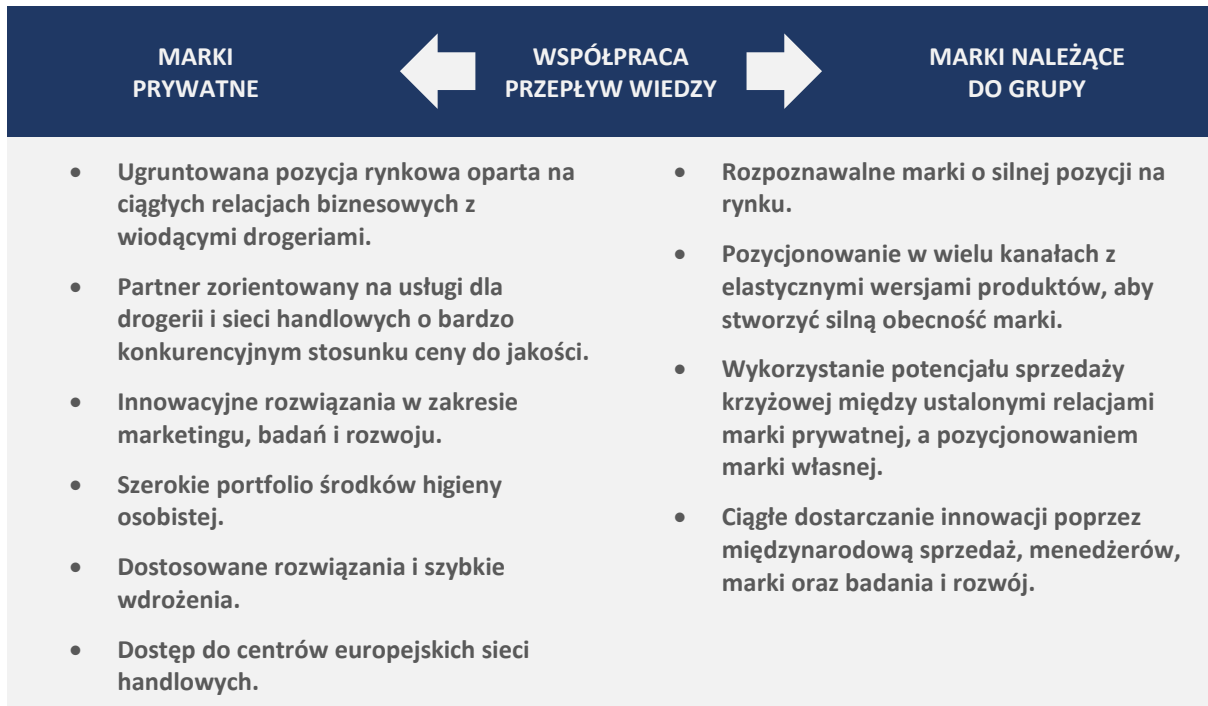 MARKI
PRYWATNE
WSPÓŁPRACA
PRZEPŁYW WIEDZY
MARKI NALEŻĄCE
DO GRUPY
• Ugruntowana pozycja rynkowa oparta na
ciągłych relacjach biznesowych z
wiodącymi drogeriami.
• Partner zorientowany na usługi dla
drogerii i sieci handlowych o bardzo
konkurencyjnym stosunku ceny do jakości.
• Innowacyjne rozwiązania w zakresie
marketingu, badań i rozwoju.
• Szerokie portfolio środków higieny
osobistej.
• Dostosowane rozwiązania i szybkie
wdrożenia.
• Dostęp do centrów europejskich sieci
handlowych.
• Rozpoznawalne marki o silnej pozycji na
rynku.
• Pozycjonowanie w wielu kanałach z
elastycznymi wersjami produktów, aby
stworzyć silną obecność marki.
• Wykorzystanie potencjału sprzedaży
krzyżowej między ustalonymi relacjami
marki prywatnej, a pozycjonowaniem
marki własnej.
• Ciągłe dostarczanie innowacji poprzez
międzynarodową sprzedaż, menedżerów,
marki oraz badania i rozwój.